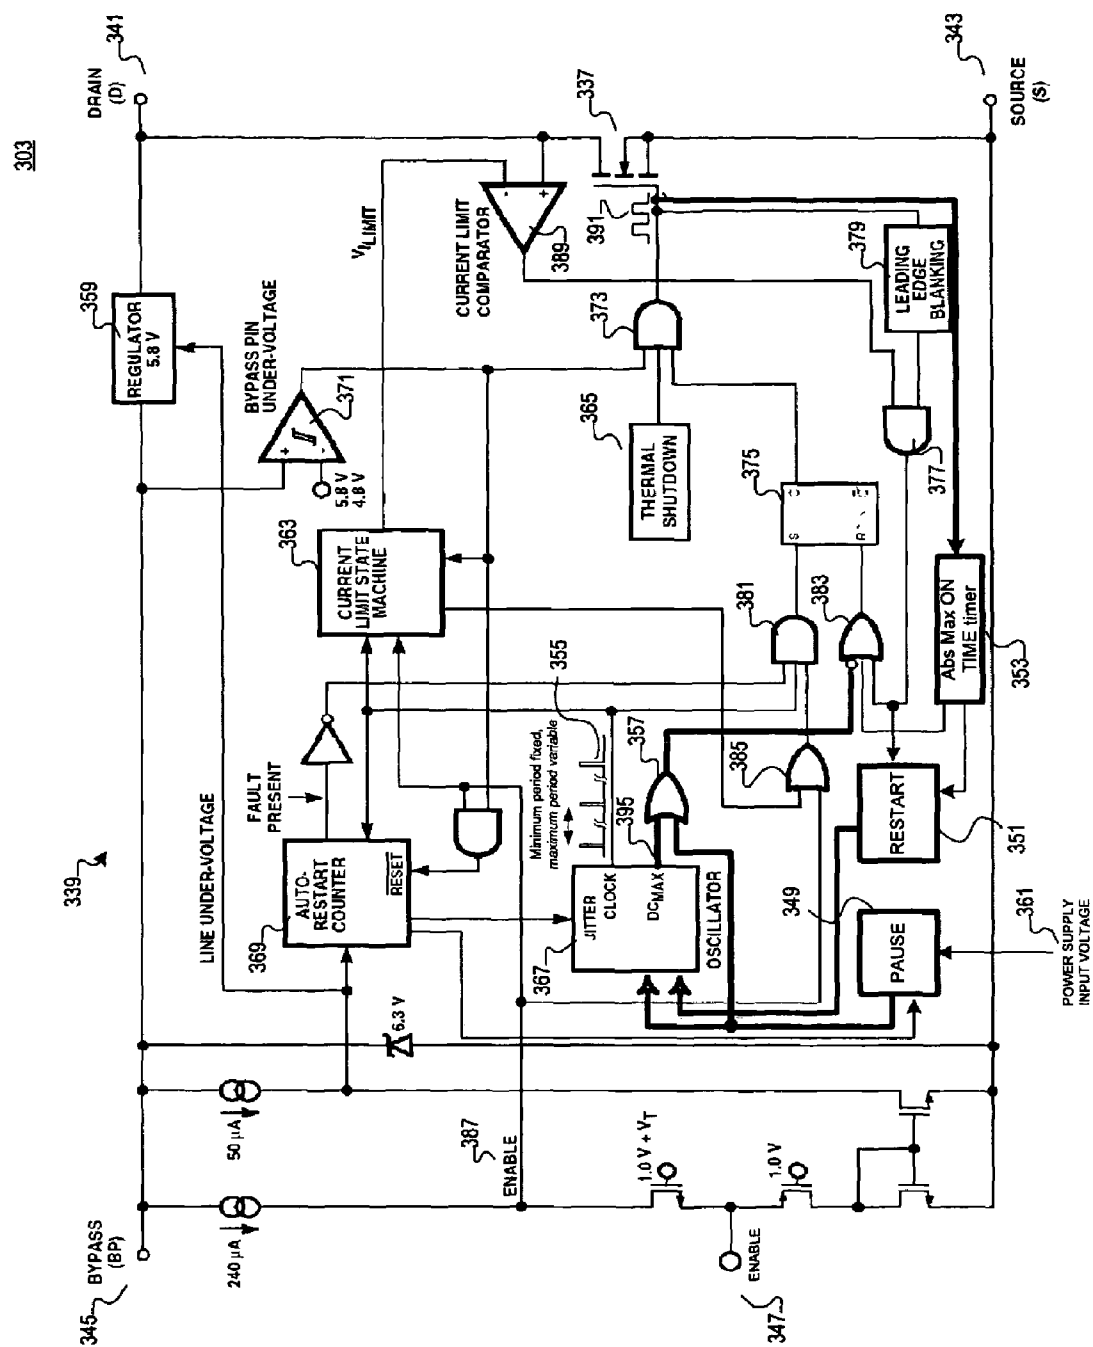 303
339
345
BYPASS
(BP)
240 µA
50 µA
6.3 V
LINE UNDER-VOLTAGE
359
REGULATOR
5.8 V
DRAIN
(D)
341
369
AUTO-
RESTART
COUNTER
RESET
FAULT
PRESENT
BYPASS PIN
UNDER-VOLTAGE
371
+
-
5.8 V
4.8 V
363
CURRENT
LIMIT STATE
MACHINE
VILIMIT
CURRENT LIMIT
COMPARATOR
-
+
389
337
391
373
365
THERMAL
SHUTDOWN
379
LEADING
EDGE
BLANKING
375
S
R
Q
377
381
383
Abs Max ON
TIME timer
353
355
Minimum period fixed,
maximum period variable
357
395
385
367
JITTER
CLOCK
DCMAX
OSCILLATOR
RESTART
351
349
PAUSE
361
POWER SUPPLY
INPUT VOLTAGE
387
ENABLE
1.0 V + VT
1.0 V
ENABLE
347
SOURCE
(S)
343